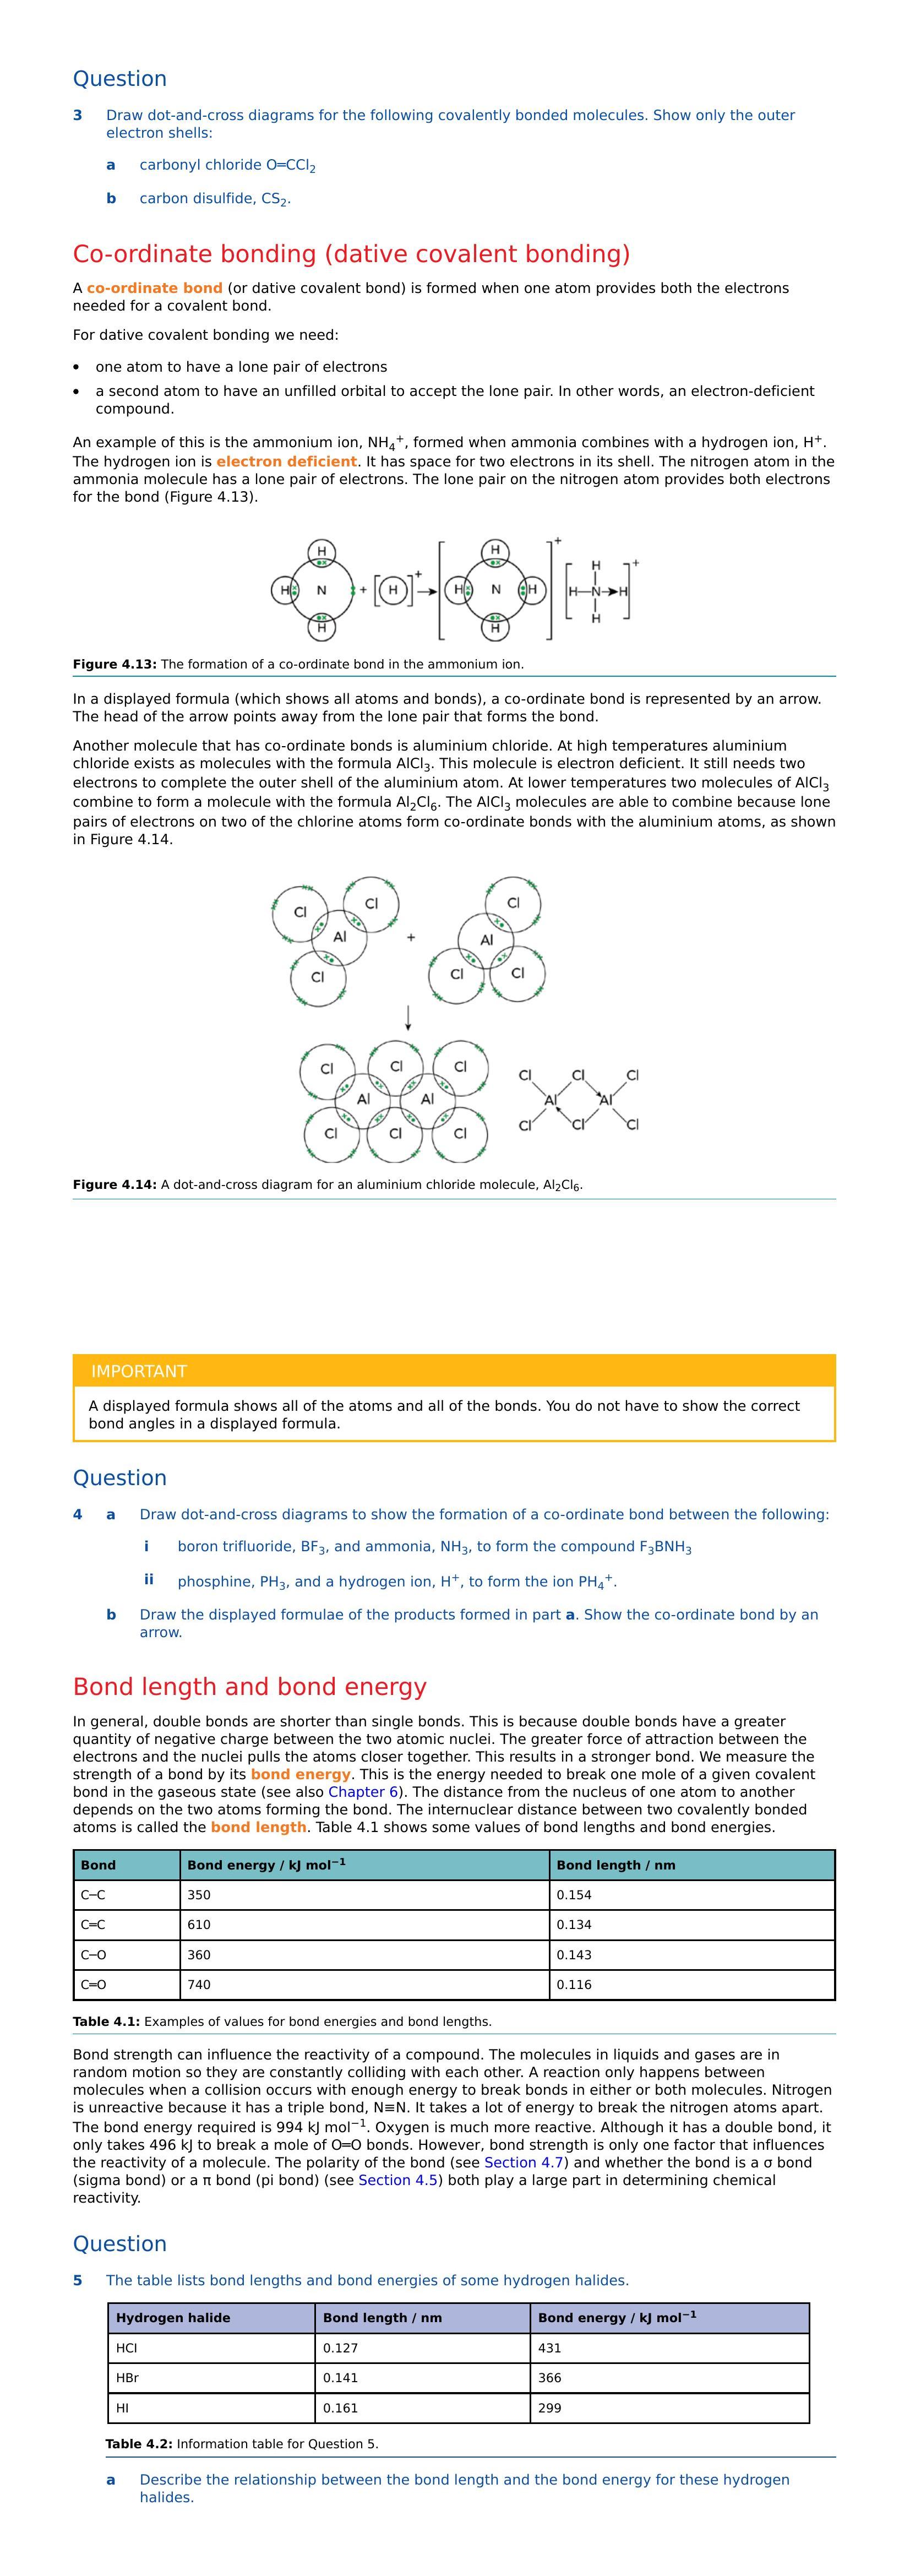 Question
3 Draw dot-and-cross diagrams for the following covalently bonded molecules. Show only the outer
electron shells:
a carbonyl chloride O═CCl₂
b carbon disulfide, CS₂.
Co-ordinate bonding (dative covalent bonding)
A co-ordinate bond (or dative covalent bond) is formed when one atom provides both the electrons
needed for a covalent bond.
For dative covalent bonding we need:
• one atom to have a lone pair of electrons
• a second atom to have an unfilled orbital to accept the lone pair. In other words, an electron-deficient
compound.
An example of this is the ammonium ion, NH₄⁺, formed when ammonia combines with a hydrogen ion, H⁺.
The hydrogen ion is electron deficient. It has space for two electrons in its shell. The nitrogen atom in the
ammonia molecule has a lone pair of electrons. The lone pair on the nitrogen atom provides both electrons
for the bond (Figure 4.13).
H H + H +
H N + [H]⁺ → H N H H—N→H
H H H
Figure 4.13: The formation of a co-ordinate bond in the ammonium ion.
In a displayed formula (which shows all atoms and bonds), a co-ordinate bond is represented by an arrow.
The head of the arrow points away from the lone pair that forms the bond.
Another molecule that has co-ordinate bonds is aluminium chloride. At high temperatures aluminium
chloride exists as molecules with the formula AlCl₃. This molecule is electron deficient. It still needs two
electrons to complete the outer shell of the aluminium atom. At lower temperatures two molecules of AlCl₃
combine to form a molecule with the formula Al₂Cl₆. The AlCl₃ molecules are able to combine because lone
pairs of electrons on two of the chlorine atoms form co-ordinate bonds with the aluminium atoms, as shown
in Figure 4.14.
Cl Cl Cl
Al + Al
Cl Cl Cl
Cl Cl Cl Cl Cl Cl
Al Al Al Al
Cl Cl Cl Cl Cl Cl
Figure 4.14: A dot-and-cross diagram for an aluminium chloride molecule, Al₂Cl₆.
IMPORTANT
A displayed formula shows all of the atoms and all of the bonds. You do not have to show the correct
bond angles in a displayed formula.
Question
4 a Draw dot-and-cross diagrams to show the formation of a co-ordinate bond between the following:
i boron trifluoride, BF₃, and ammonia, NH₃, to form the compound F₃BNH₃
ii phosphine, PH₃, and a hydrogen ion, H⁺, to form the ion PH₄⁺.
b Draw the displayed formulae of the products formed in part a. Show the co-ordinate bond by an
arrow.
Bond length and bond energy
In general, double bonds are shorter than single bonds. This is because double bonds have a greater
quantity of negative charge between the two atomic nuclei. The greater force of attraction between the
electrons and the nuclei pulls the atoms closer together. This results in a stronger bond. We measure the
strength of a bond by its bond energy. This is the energy needed to break one mole of a given covalent
bond in the gaseous state (see also Chapter 6). The distance from the nucleus of one atom to another
depends on the two atoms forming the bond. The internuclear distance between two covalently bonded
atoms is called the bond length. Table 4.1 shows some values of bond lengths and bond energies.
Bond Bond energy / kJ mol⁻¹ Bond length / nm
C─C 350 0.154
C═C 610 0.134
C─O 360 0.143
C═O 740 0.116
Table 4.1: Examples of values for bond energies and bond lengths.
Bond strength can influence the reactivity of a compound. The molecules in liquids and gases are in
random motion so they are constantly colliding with each other. A reaction only happens between
molecules when a collision occurs with enough energy to break bonds in either or both molecules. Nitrogen
is unreactive because it has a triple bond, N≡N. It takes a lot of energy to break the nitrogen atoms apart.
The bond energy required is 994 kJ mol⁻¹. Oxygen is much more reactive. Although it has a double bond, it
only takes 496 kJ to break a mole of O═O bonds. However, bond strength is only one factor that influences
the reactivity of a molecule. The polarity of the bond (see Section 4.7) and whether the bond is a σ bond
(sigma bond) or a π bond (pi bond) (see Section 4.5) both play a large part in determining chemical
reactivity.
Question
5 The table lists bond lengths and bond energies of some hydrogen halides.
Hydrogen halide Bond length / nm Bond energy / kJ mol⁻¹
HCl 0.127 431
HBr 0.141 366
HI 0.161 299
Table 4.2: Information table for Question 5.
a Describe the relationship between the bond length and the bond energy for these hydrogen
halides.